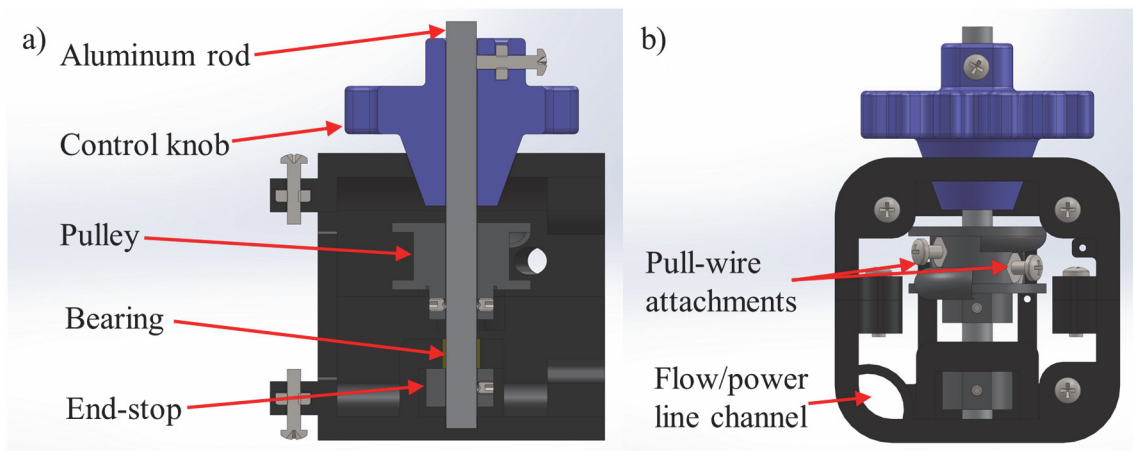 a)
Aluminum rod
Control knob
Pulley
Bearing
End-stop
b)
Pull-wire
attachments
Flow/power
line channel